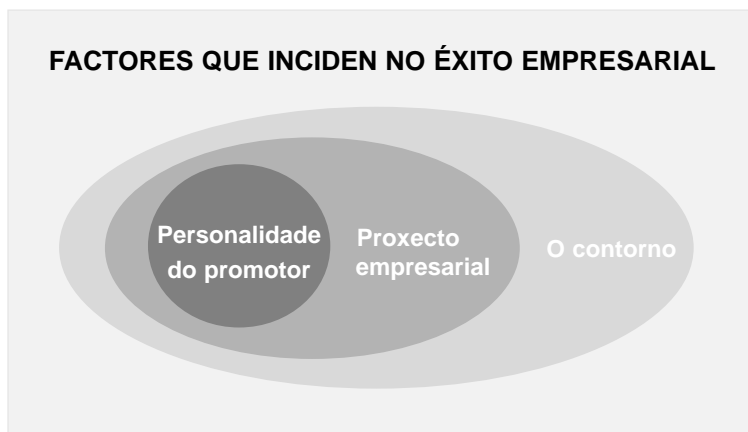 FACTORES QUE INCIDEN NO ÉXITO EMPRESARIAL
Personalidade
do promotor
Proxecto
empresarial
O contorno